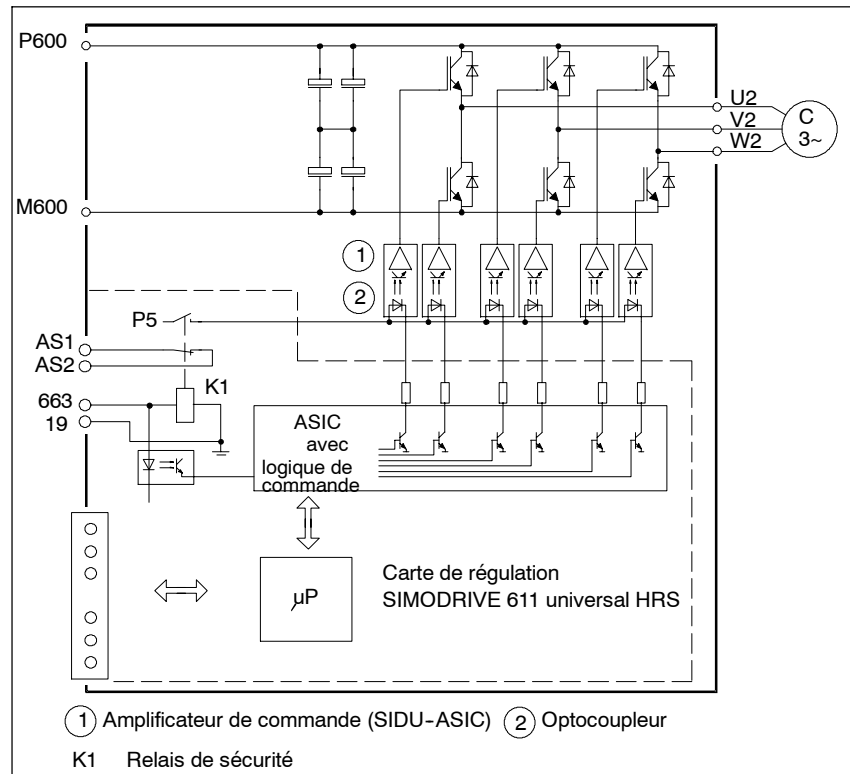 P600
U2
V2
W2
C
3~
M600
1
2
P5
AS1
AS2
K1
663
19
ASIC
avec
logique de
commande
µP
Carte de régulation
SIMODRIVE 611 universal HRS
1 Amplificateur de commande (SIDU-ASIC) 2 Optocoupleur
K1 Relais de sécurité